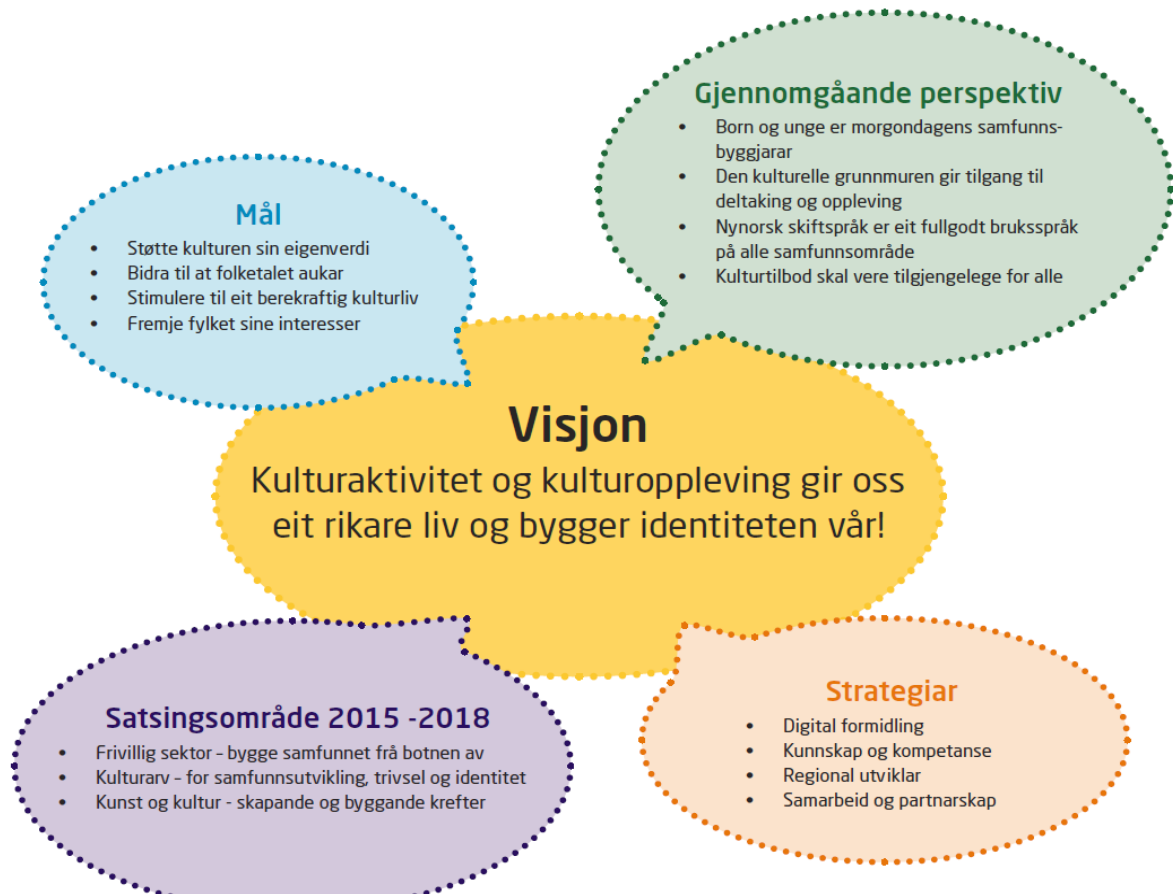 Gjennomgåande perspektiv
• Born og unge er morgondagens samfunns-
byggjarar
• Den kulturelle grunnmuren gir tilgang til
deltaking og oppleving
• Nynorsk skiftspråk er eit fullgodt bruksspråk
på alle samfunnsområde
• Kulturtilbod skal vere tilgjengelege for alle
Mål
• Støtte kulturen sin eigenverdi
• Bidra til at folketalet aukar
• Stimulere til eit berekraftig kulturliv
• Fremje fylket sine interesser
Visjon
Kulturaktivitet og kulturoppleving gir oss
eit rikare liv og bygger identiteten vår!
Satsingsområde 2015 -2018
• Frivillig sektor – bygge samfunnet frå botnen av
• Kulturarv – for samfunnsutvikling, trivsel og identitet
• Kunst og kultur - skapande og byggande krefter
Strategiar
• Digital formidling
• Kunnskap og kompetanse
• Regional utviklar
• Samarbeid og partnarskap